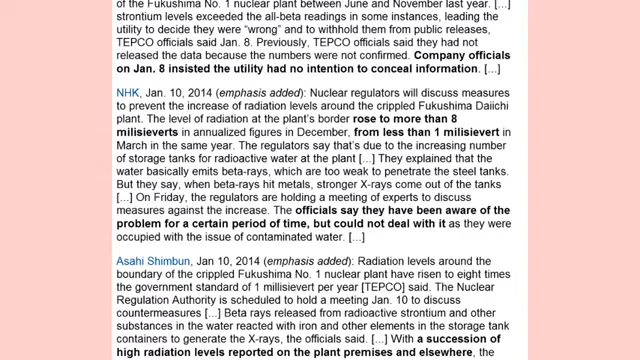 of the Fukushima No. 1 nuclear plant between June and November last year. [...]
strontium levels exceeded the all-beta readings in some instances, leading the
utility to decide they were “wrong” and to withhold them from public releases,
TEPCO officials said Jan. 8. Previously, TEPCO officials said they had not
released the data because the numbers were not confirmed. Company officials
on Jan. 8 insisted the utility had no intention to conceal information. [...]
NHK, Jan. 10, 2014 (emphasis added): Nuclear regulators will discuss measures
to prevent the increase of radiation levels around the crippled Fukushima Daiichi
plant. The level of radiation at the plant's border rose to more than 8
milisieverts in annualized figures in December, from less than 1 milisievert in
March in the same year. The regulators say that's due to the increasing number
of storage tanks for radioactive water at the plant [...] They explained that the
water basically emits beta-rays, which are too weak to penetrate the steel tanks.
But they say, when beta-rays hit metals, stronger X-rays come out of the tanks
[...] On Friday, the regulators are holding a meeting of experts to discuss
measures against the increase. The officials say they have been aware of the
problem for a certain period of time, but could not deal with it as they were
occupied with the issue of contaminated water. [...]
Asahi Shimbun, Jan 10, 2014 (emphasis added): Radiation levels around the
boundary of the crippled Fukushima No. 1 nuclear plant have risen to eight times
the government standard of 1 millisievert per year [TEPCO] said. The Nuclear
Regulation Authority is scheduled to hold a meeting Jan. 10 to discuss
countermeasures [...] Beta rays released from radioactive strontium and other
substances in the water reacted with iron and other elements in the storage tank
containers to generate the X-rays, the officials said. [...] With a succession of
high radiation levels reported on the plant premises and elsewhere, the